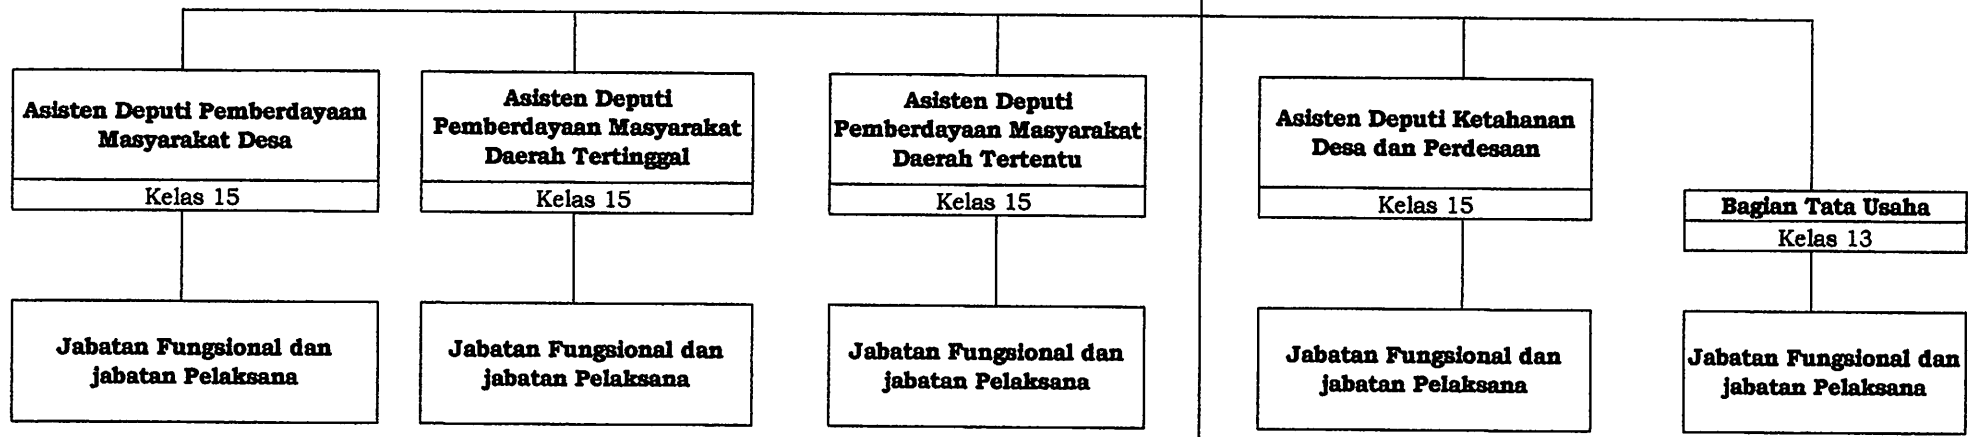 Asisten Deputi Pemberdayaan
Masyarakat Desa
Kelas 15
Asisten Deputi
Pemberdayaan Masyarakat
Daerah Tertinggal
Kelas 15
Asisten Deputi
Pemberdayaan Masyarakat
Daerah Tertentu
Kelas 15
Asisten Deputi Ketahanan
Desa dan Perdesaan
Kelas 15
Bagian Tata Usaha
Kelas 13
Jabatan Fungsional dan
jabatan Pelaksana
Jabatan Fungsional dan
jabatan Pelaksana
Jabatan Fungsional dan
jabatan Pelaksana
Jabatan Fungsional dan
jabatan Pelaksana
Jabatan Fungsional dan
jabatan Pelaksana